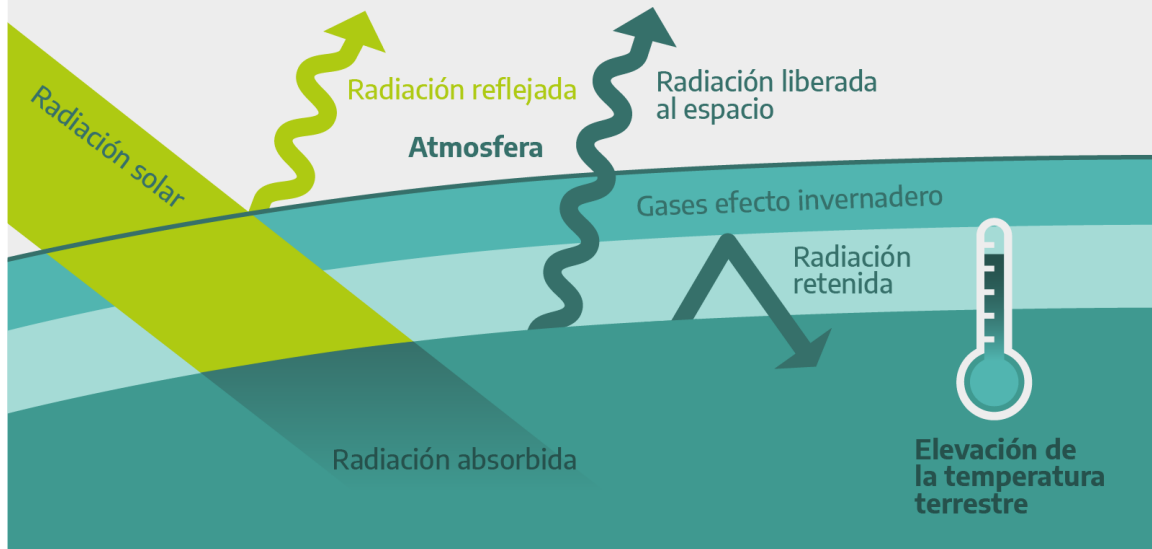 Radiación solar
Radiación reflejada
Radiación liberada
al espacio
Atmosfera
Gases efecto invernadero
Radiación
retenida
Radiación absorbida
Elevación de
la temperatura
terrestre